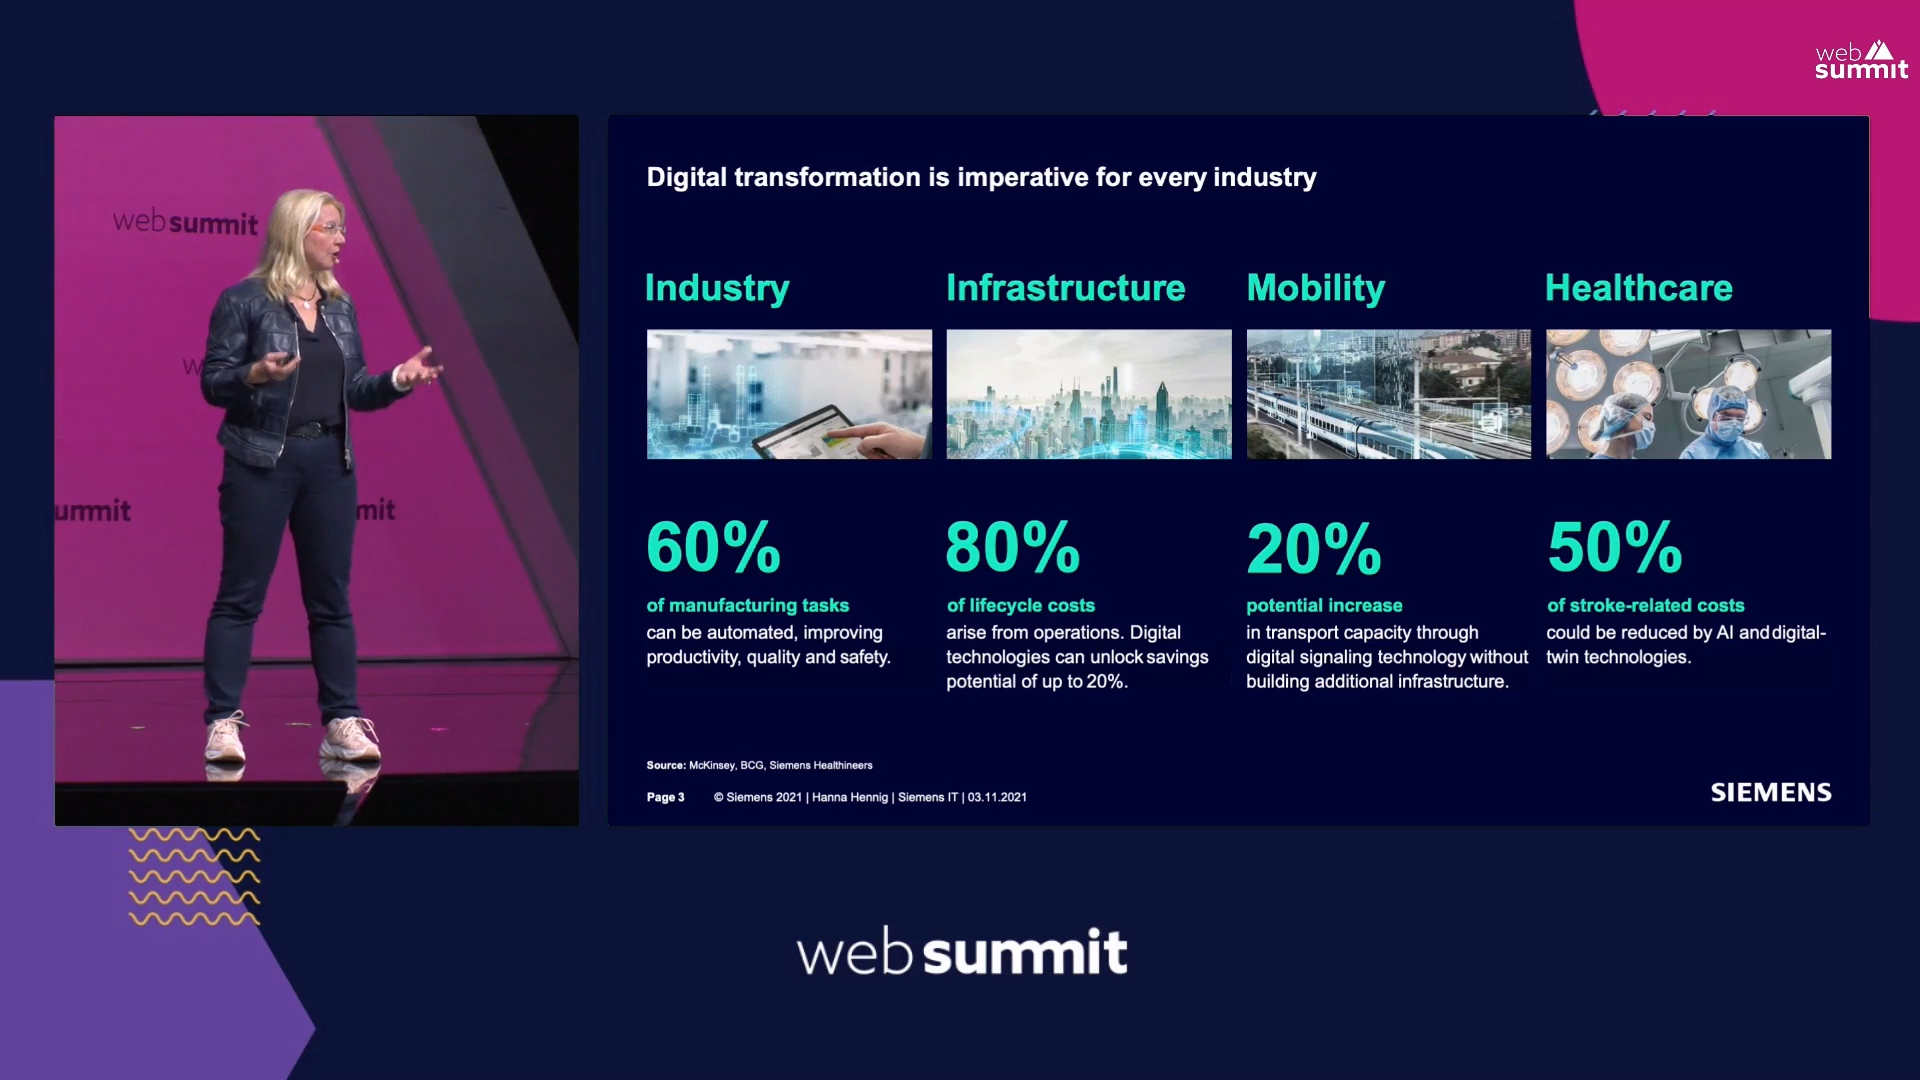 web
summit
web summit
w
ummit
mit
Digital transformation is imperative for every industry
Industry
60%
of manufacturing tasks
can be automated, improving
productivity, quality and safety.
Infrastructure
80%
of lifecycle costs
arise from operations. Digital
technologies can unlock savings
potential of up to 20%.
Mobility
20%
potential increase
in transport capacity through
digital signaling technology without
building additional infrastructure.
Healthcare
50%
of stroke-related costs
could be reduced by AI and digital-
twin technologies.
Source: McKinsey, BCG, Siemens Healthineers
Page 3 © Siemens 2021 | Hanna Hennig | Siemens IT | 03.11.2021
SIEMENS
web summit